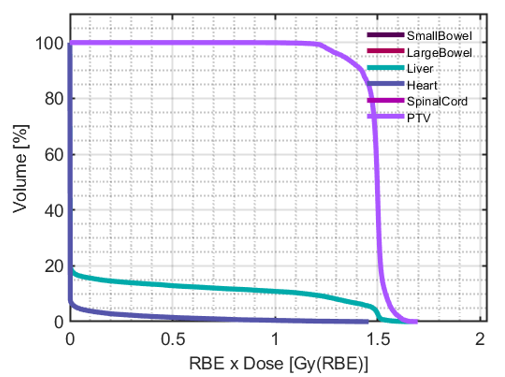 100
80
60
40
20
0
Volume [%]
0
0.5
1
1.5
2
RBE x Dose [Gy(RBE)]
SmallBowel
LargeBowel
Liver
Heart
SpinalCord
PTV